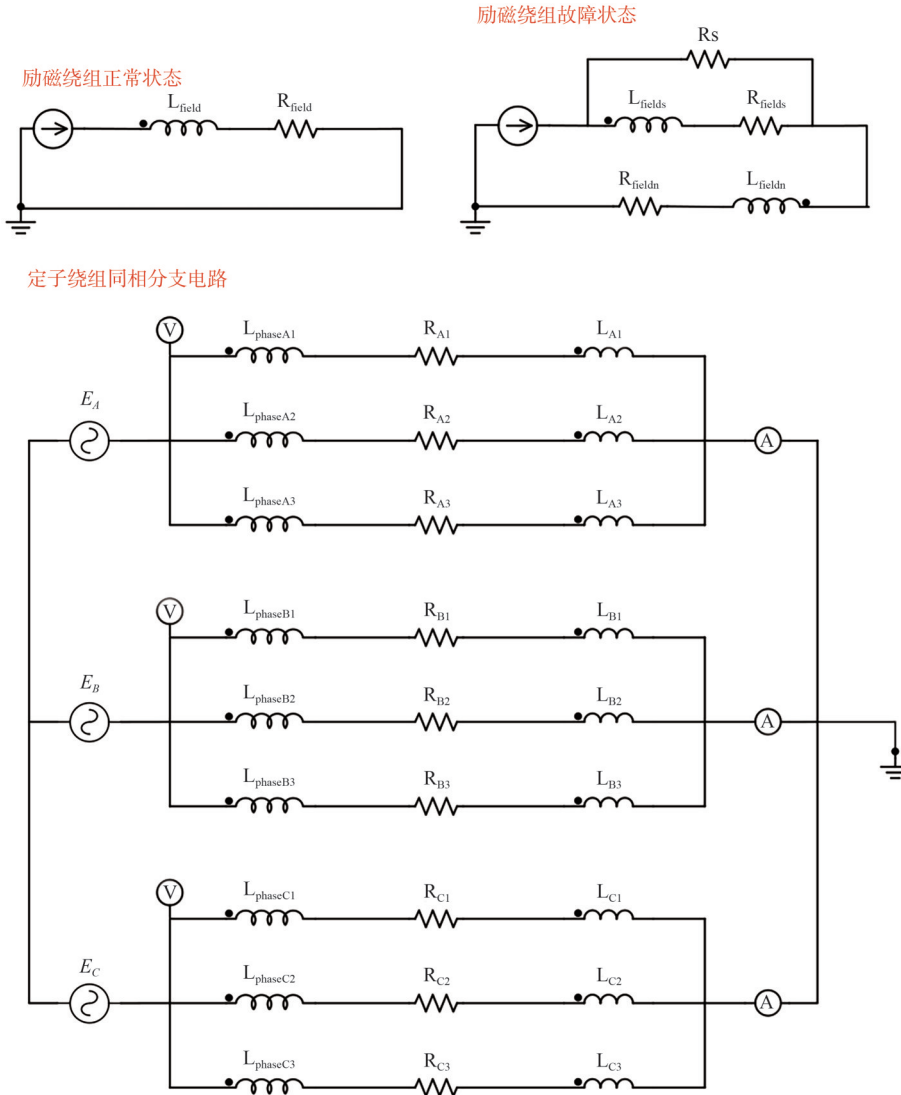 励磁绕组故障状态
Rs
励磁绕组正常状态
Lfield Rfield
Lfields Rfields
Rfieldn Lfieldn
定子绕组同相分支电路
V
LphaseA1 RA1 LA1
EA
LphaseA2 RA2 LA2
A
LphaseA3 RA3 LA3
V
LphaseB1 RB1 LB1
EB
LphaseB2 RB2 LB2
A
LphaseB3 RB3 LB3
V
LphaseC1 RC1 LC1
EC
LphaseC2 RC2 LC2
A
LphaseC3 RC3 LC3